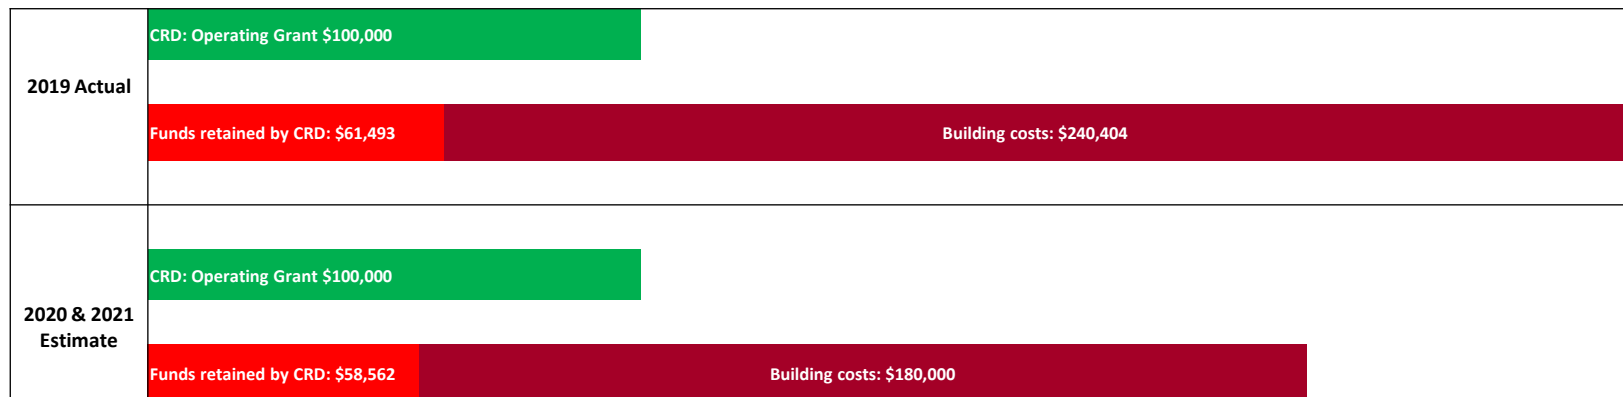 CRD: Operating Grant $100,000
2019 Actual
Funds retained by CRD: $61,493
Building costs: $240,404
CRD: Operating Grant $100,000
2020 & 2021
Estimate
Funds retained by CRD: $58,562
Building costs: $180,000